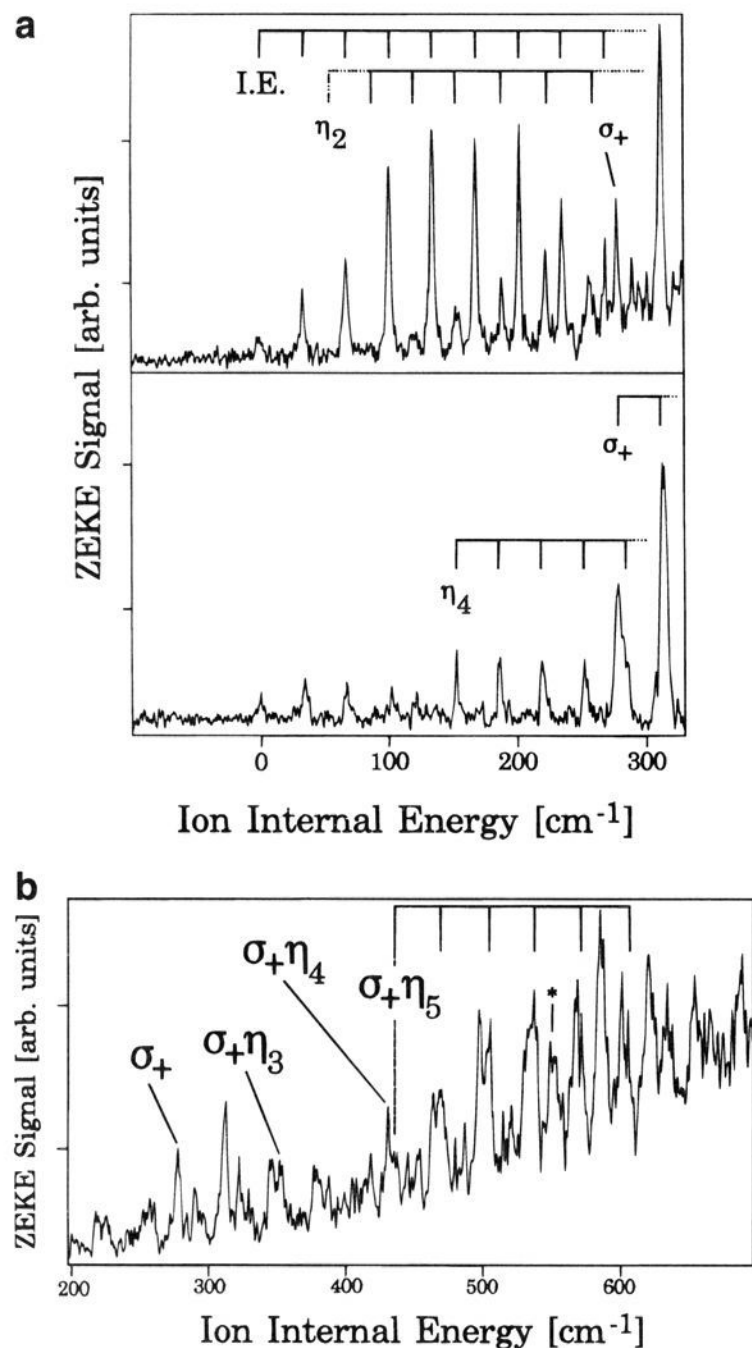 a
I.E.
η2
σ+
ZEKE Signal [arb. units]
σ+
η4
0 100 200 300
Ion Internal Energy [cm-1]
b
σ+η4
σ+η5
*
σ+ση3
σ+
ZEKE Signal [arb. units]
200 300 400 500 600
Ion Internal Energy [cm-1]